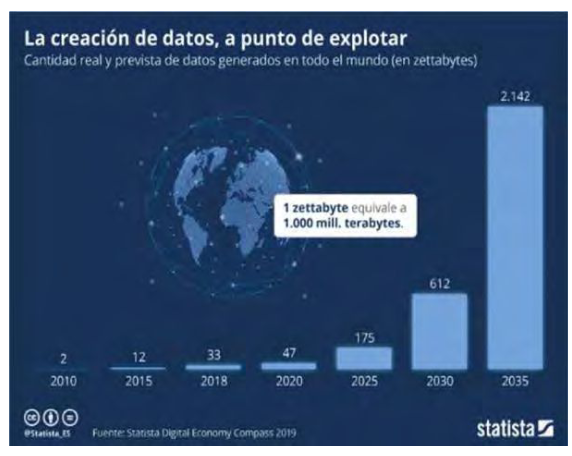 La creación de datos, a punto de explotar
Cantidad real y prevista de datos generados en todo el mundo (en zettabytes)
2.142
1 zettabyte equivale a
1.000 mill. terabytes.
612
175
47
33
12
2
2010 2015 2018 2020 2025 2030 2035
@Statista_ES Fuente: Statista Digital Economy Compass 2019
statista